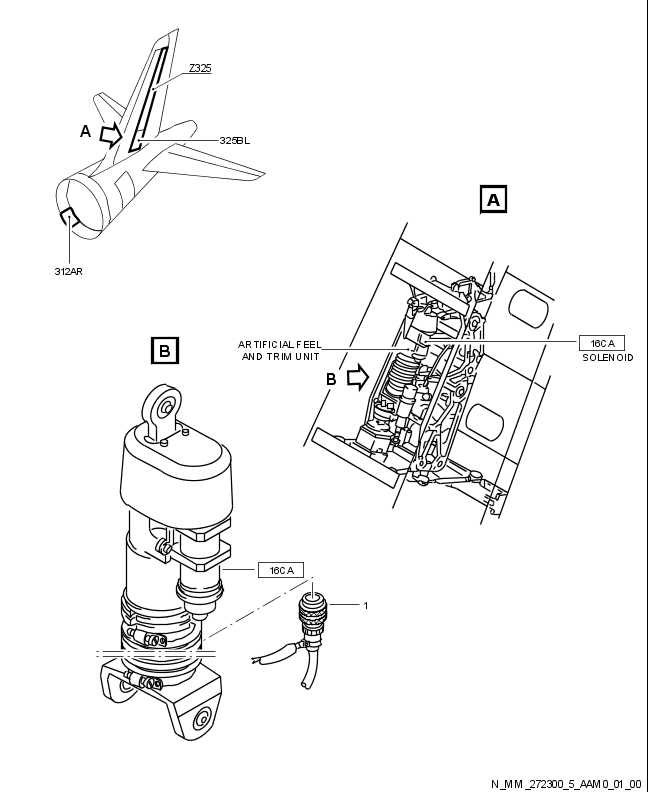 Z325
A
325BL
312AR
A
ARTIFICIAL FEEL
AND TRIM UNIT
16CA
SOLENOID
B
B
16CA
1
N_MM_272300_5_AAM0_01_00